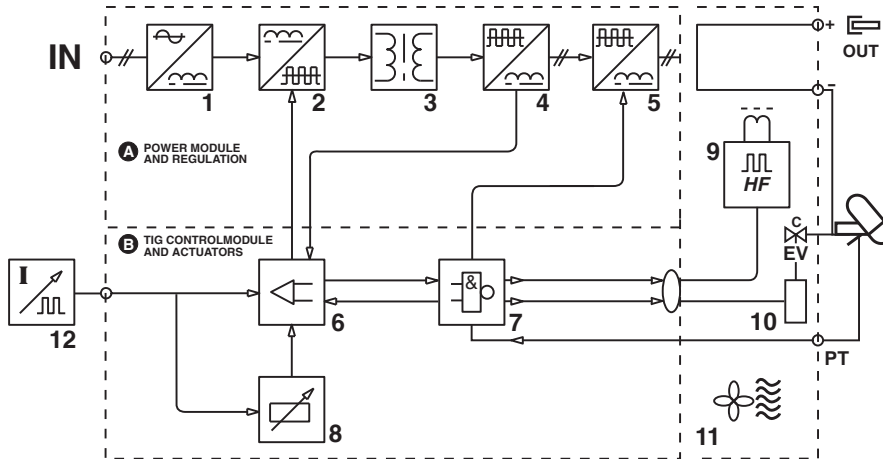 IN
1
2
3
4
5
+
OUT
-
A POWER MODULE
AND REGULATION
9
HF
B TIG CONTROLMODULE
AND ACTUATORS
C
EV
I
12
6
&
7
10
PT
8
11